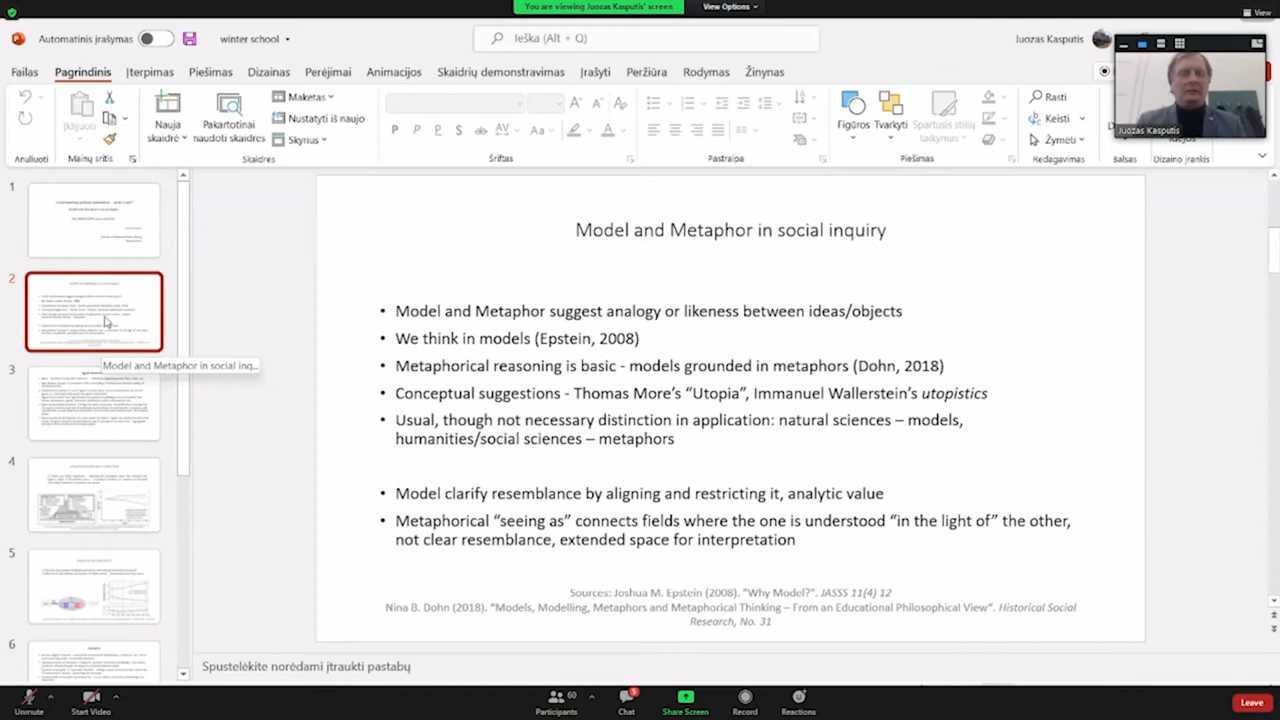 You are viewing Juozas Kasputis' screen
View Options
View
Automatinis įrašymas
winter school
Ieška (Alt + Q)
Juozas Kasputis
Failas
Pagrindinis
Įterpimas
Piešimas
Dizainas
Perėjimai
Animacijos
Skaidrių demonstravimas
Įrašyti
Peržiūra
Rodymas
Žinynas
Įklijuoti
Nauja skaidrė
Pakartotinai naudoti skaidres
Maketas
Nustatyti iš naujo
Skyrius
Figūros
Tvarkyti
Spartusis stilių taikymas
Rasti
Keisti
Žymėti
Juozas Kasputis
Anuliuoti
Mainų sritis
Skaidrės
Šriftas
Pastraipa
Piešimas
Redagavimas
Balsas
Dizaino įrankis
1
2
3
4
5
6
Model and Metaphor in social inq...
Model and Metaphor in social inquiry
• Model and metaphor suggest analogy or likeness between ideas/objects
• We think in models (Epstein, 2008)
• Metaphorical reasoning is basic - models grounded in metaphors (Dohn, 2018)
• Conceptual
Thomas More's "Utopia",
Wallerstein's utopistics
• Usual, though not necessary distinction in application: natural sciences – models,
humanities/social sciences – metaphors
• Model clarify resemblance by aligning and restricting it, analytic value
• Metaphorical "seeing as" connects fields where the one is understood "in the light of" the other,
not clear resemblance, extended space for interpretation
Sources: Joshua M. Epstein (2008). "Why Model?". JASSS 11(4) 12
Nina B. Dohn (2018). "Models, Modelling, Metaphors and Metaphorical Thinking – From an Educational Philosophical View". Historical Social
Research, No. 31
Spustelėkite norėdami įtraukti pastabų
Unmute
Start Video
Participants
60
Chat
5
Share Screen
Record
Reactions
Leave